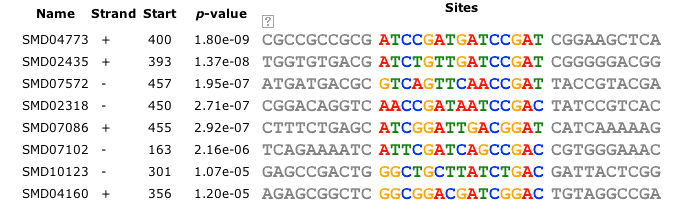 Name Strand Start p-value Sites
?
SMD04773 + 400 1.80e-09 CGCCGCCGCG ATCCGATGATCCGAT CGGAAGCTCA
SMD02435 + 393 1.37e-08 TGGTGTGACG ATCTGTTGATCCGAT CGGGGGACGG
SMD07572 - 457 1.95e-07 ATGATGACGC GTCAGTTCAACCGAT TACCGTACGA
SMD02318 - 450 2.71e-07 CGGACAGGTC AACCGATAATCCGAC TATCCGTCAC
SMD07086 + 455 2.92e-07 CTTTCTGAGC ATCGGATTGACGGAT CATCAAAAAG
SMD07102 - 163 2.16e-06 TCAGAAAATC ATTCGATCAGCCGAC CCGTGGGAAC
SMD10123 - 301 1.07e-05 GAGCCGACTG GGCTGCTTATCTGAC GATTACTCGG
SMD04160 + 356 1.20e-05 AGAGCGGCTC GGCGGACGATCGGAC TGTAGGCCGA